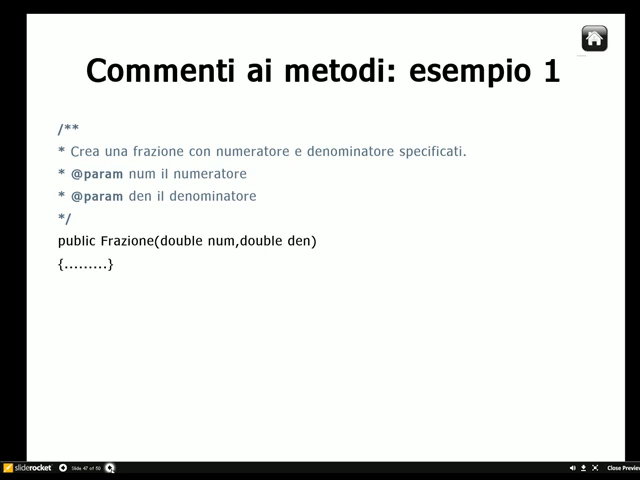 Commenti ai metodi: esempio 1
/**
* Crea una frazione con numeratore e denominatore specificati.
* @param num il numeratore
* @param den il denominatore
*/
public Frazione(double num,double den)
{.........}
sliderocket
Slide 47 of 50
Close Preview